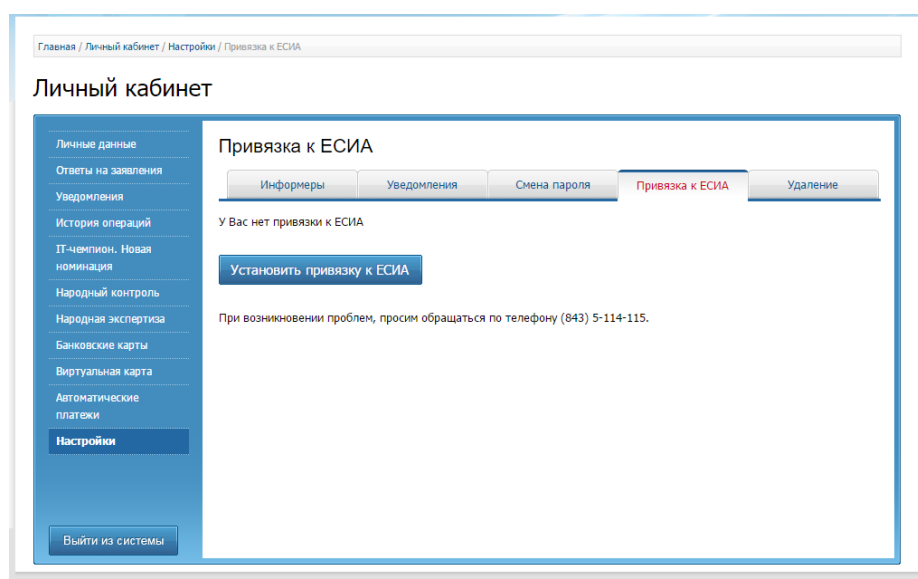 Главная / Личный кабинет / Настройки / Привязка к ЕСИА
Личный кабинет
Личные данные
Ответы на заявления
Уведомления
История операций
IT-чемпион. Новая
номинация
Народный контроль
Народная экспертиза
Банковские карты
Виртуальная карта
Автоматические
платежи
Настройки
Выйти из системы
Привязка к ЕСИА
Информеры Уведомления Смена пароля Привязка к ЕСИА Удаление
У Вас нет привязки к ЕСИА
Установить привязку к ЕСИА
При возникновении проблем, просим обращаться по телефону (843) 5-114-115.